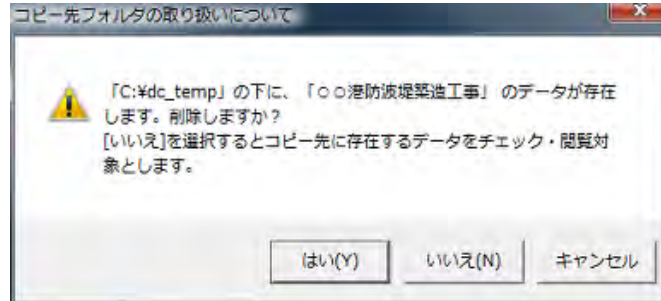 コピー先フォルダの取り扱いについて
「C:¥dc_temp」の下に、「○○港防波堤築造工事」のデータが存在
します。削除しますか？
[いいえ]を選択するとコピー先に存在するデータをチェック・閲覧対
象とします。
はい(Y)
いいえ(N)
キャンセル